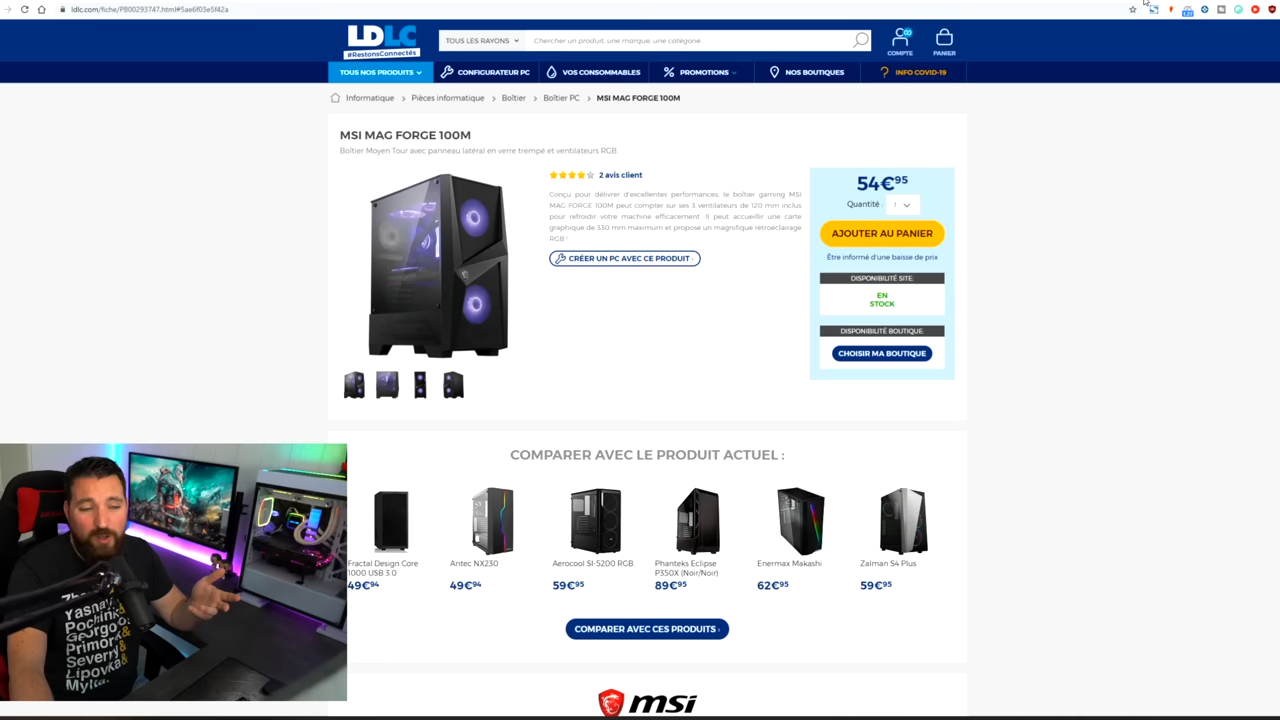 ldlc.com/fiche/PB00293747.html#5ae6f03e5f42a
LDLC
#RestonsConnectés
TOUS LES RAYONS
Chercher un produit, une marque, une catégorie...
COMPTE
PANIER
TOUS NOS PRODUITS
CONFIGURATEUR PC
VOS CONSOMMABLES
PROMOTIONS
NOS BOUTIQUES
INFO COVID-19
Informatique > Pièces informatique > Boîtier > Boîtier PC > MSI MAG FORGE 100M
MSI MAG FORGE 100M
Boîtier Moyen Tour avec panneau latéral en verre trempé et ventilateurs RGB
2 avis client
Conçu pour délivrer d'excellentes performances, le boîtier gaming MSI
MAG FORGE 100M peut compter sur ses 3 ventilateurs de 120 mm inclus
pour refroidir votre machine efficacement. Il peut accueillir une carte
graphique de 330 mm maximum et propose un magnifique rétroéclairage
RGB !
CRÉER UN PC AVEC CE PRODUIT ›
54€95
Quantité : 1
AJOUTER AU PANIER
Être informé d'une baisse de prix
DISPONIBILITÉ SITE:
EN
STOCK
DISPONIBILITÉ BOUTIQUE:
CHOISIR MA BOUTIQUE
COMPARER AVEC LE PRODUIT ACTUEL :
Fractal Design Core
1000 USB 3.0
49€94
Antec NX230
49€94
Aerocool SI-5200 RGB
59€95
Phanteks Eclipse
P350X (Noir/Noir)
89€95
Enermax Makashi
62€95
Zalman S4 Plus
59€95
COMPARER AVEC CES PRODUITS ›
msi
Yasnaya
Pochinki
Georgopol
Primorsk
Severny&
Lipovka&
Mylta